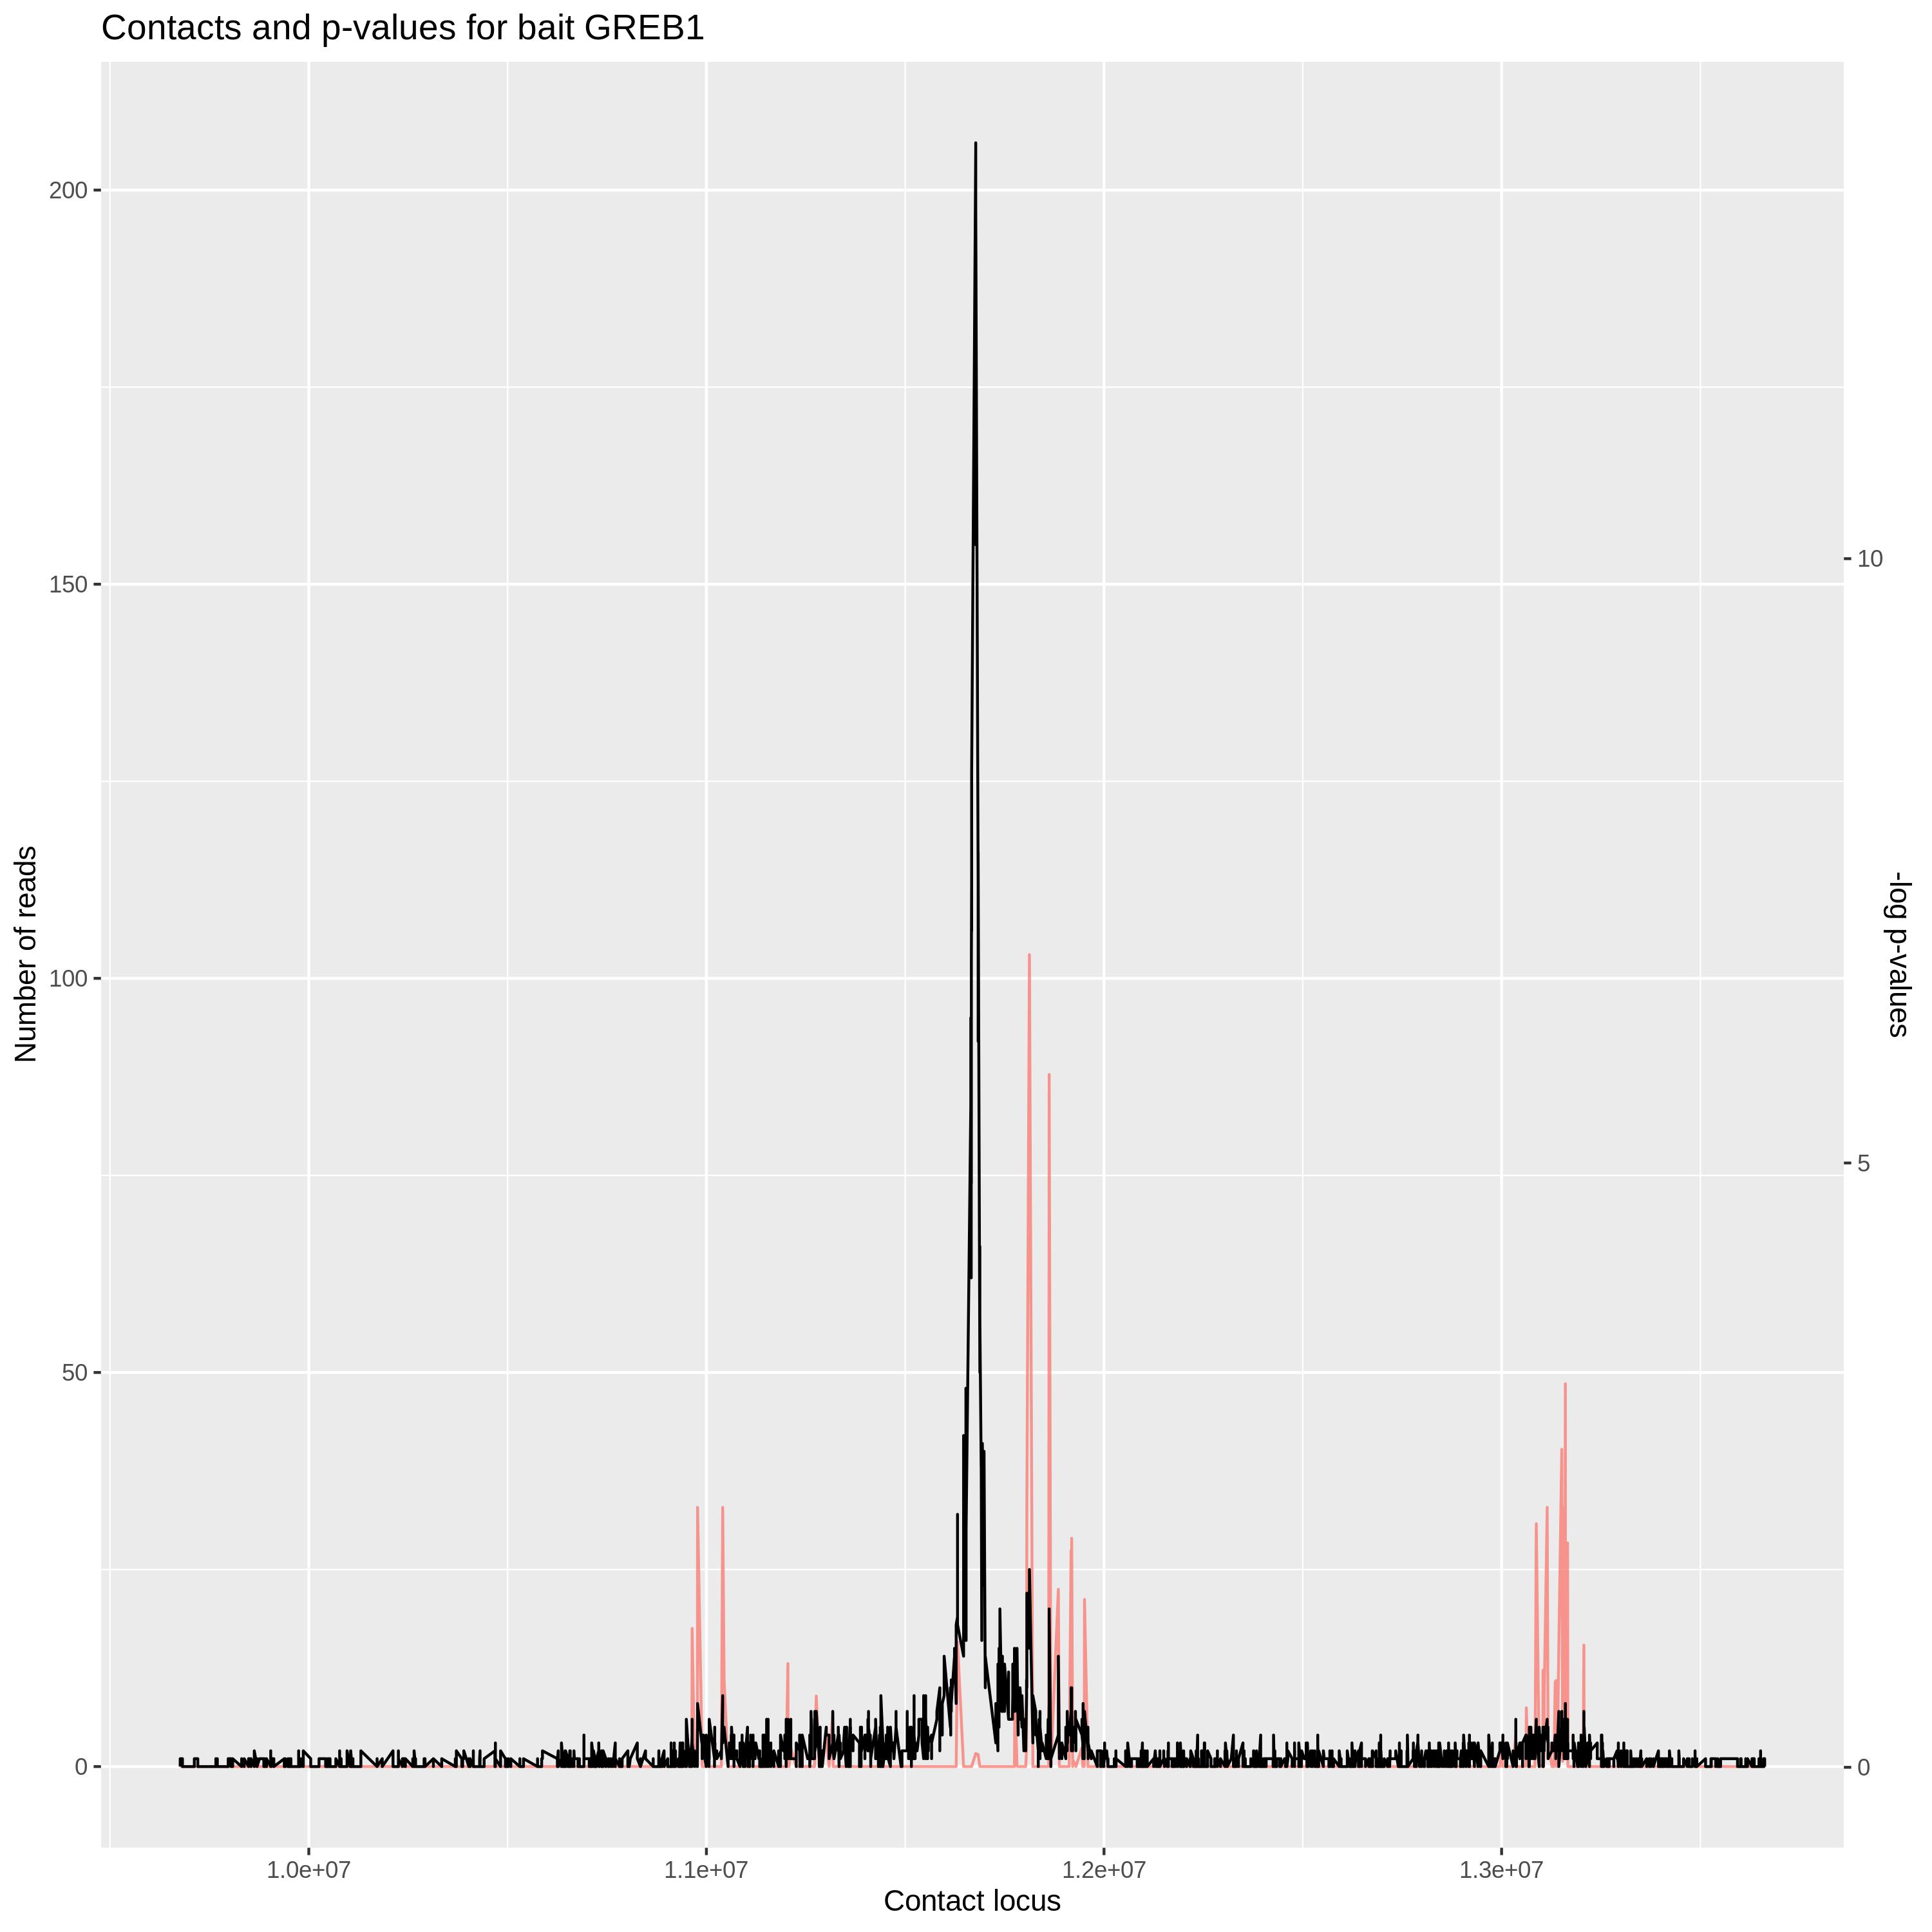 Contacts and p-values for bait GREB1
200
150
100
50
0
Number of reads
10
5
0
-log p-values
1.0e+07
1.1e+07
1.2e+07
1.3e+07
Contact locus